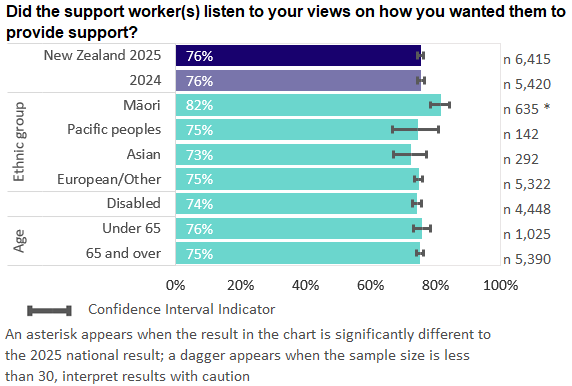 Did the support worker(s) listen to your views on how you wanted them to
provide support?
New Zealand 2025 76% n 6,415
2024 76% n 5,420
Ethnic group
Māori 82% n 635 *
Pacific peoples 75% n 142
Asian 73% n 292
European/Other 75% n 5,322
Disabled 74% n 4,448
Age
Under 65 76% n 1,025
65 and over 75% n 5,390
0% 20% 40% 60% 80% 100%
Confidence Interval Indicator
An asterisk appears when the result in the chart is significantly different to
the 2025 national result; a dagger appears when the sample size is less
than 30, interpret results with caution